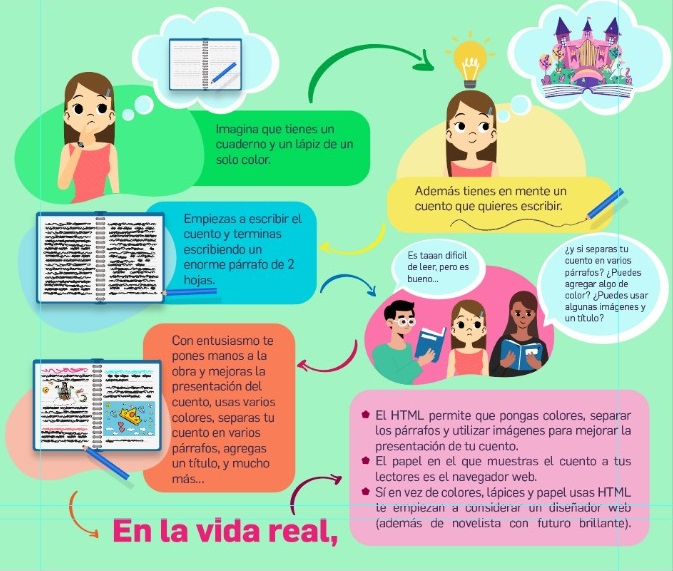 Imagina que tienes un
cuaderno y un lápiz de un
solo color.
Además tienes en mente un
cuento que quieres escribir.
Empiezas a escribir el
cuento y terminas
escribiendo un
enorme párrafo de 2
hojas.
Es taaan dificil
de leer, pero es
bueno...
¿y si separas tu
cuento en varios
párrafos? ¿Puedes
agregar algo de
color? ¿Puedes usar
algunas imágenes y
un título?
Con entusiasmo te
pones manos a la
obra y mejoras la
presentación del
cuento, usas varios
colores, separas tu
cuento en varios
párrafos, agregas
un título, y mucho
más...
En la vida real,
El HTML permite que pongas colores, separar
los párrafos y utilizar imágenes para mejorar la
presentación de tu cuento.
El papel en el que muestras el cuento a tus
lectores es el navegador web.
Sí en vez de colores, lápices y papel usas HTML
te empiezan a considerar un diseñador web
(además de novelista con futuro brillante).